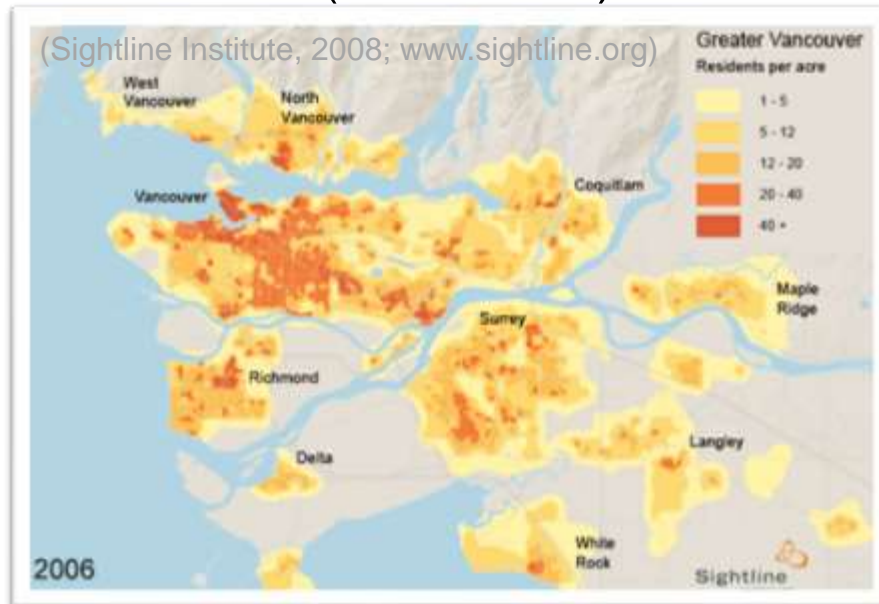 (Sightline Institute, 2008; www.sightline.org)
Greater Vancouver
Residents per acre
1 - 5
5 - 12
12 - 20
20 - 40
40 +
West
Vancouver
North
Vancouver
Vancouver
Coquitlam
Maple
Ridge
Surrey
Richmond
Langley
Delta
White
Rock
2006
Sightline